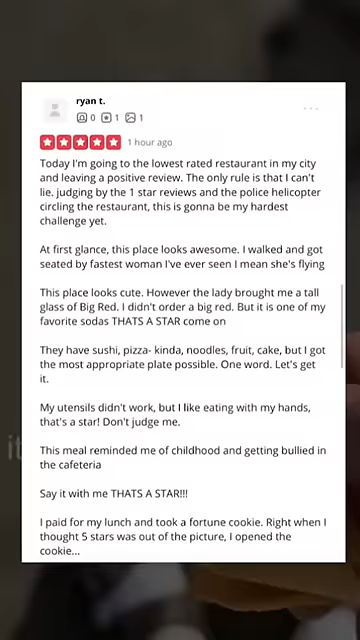 ryan t.
0 1 1
1 hour ago
Today I'm going to the lowest rated restaurant in my city
and leaving a positive review. The only rule is that I can't
lie. judging by the 1 star reviews and the police helicopter
circling the restaurant, this is gonna be my hardest
challenge yet.
At first glance, this place looks awesome. I walked and got
seated by fastest woman I've ever seen I mean she's flying
This place looks cute. However the lady brought me a tall
glass of Big Red. I didn't order a big red. But it is one of my
favorite sodas THATS A STAR come on
They have sushi, pizza- kinda, noodles, fruit, cake, but I got
the most appropriate plate possible. One word. Let's get
it.
My utensils didn't work, but I like eating with my hands,
that's a star! Don't judge me.
This meal reminded me of childhood and getting bullied in
the cafeteria
Say it with me THATS A STAR!!!
I paid for my lunch and took a fortune cookie. Right when I
thought 5 stars was out of the picture, I opened the
cookie...